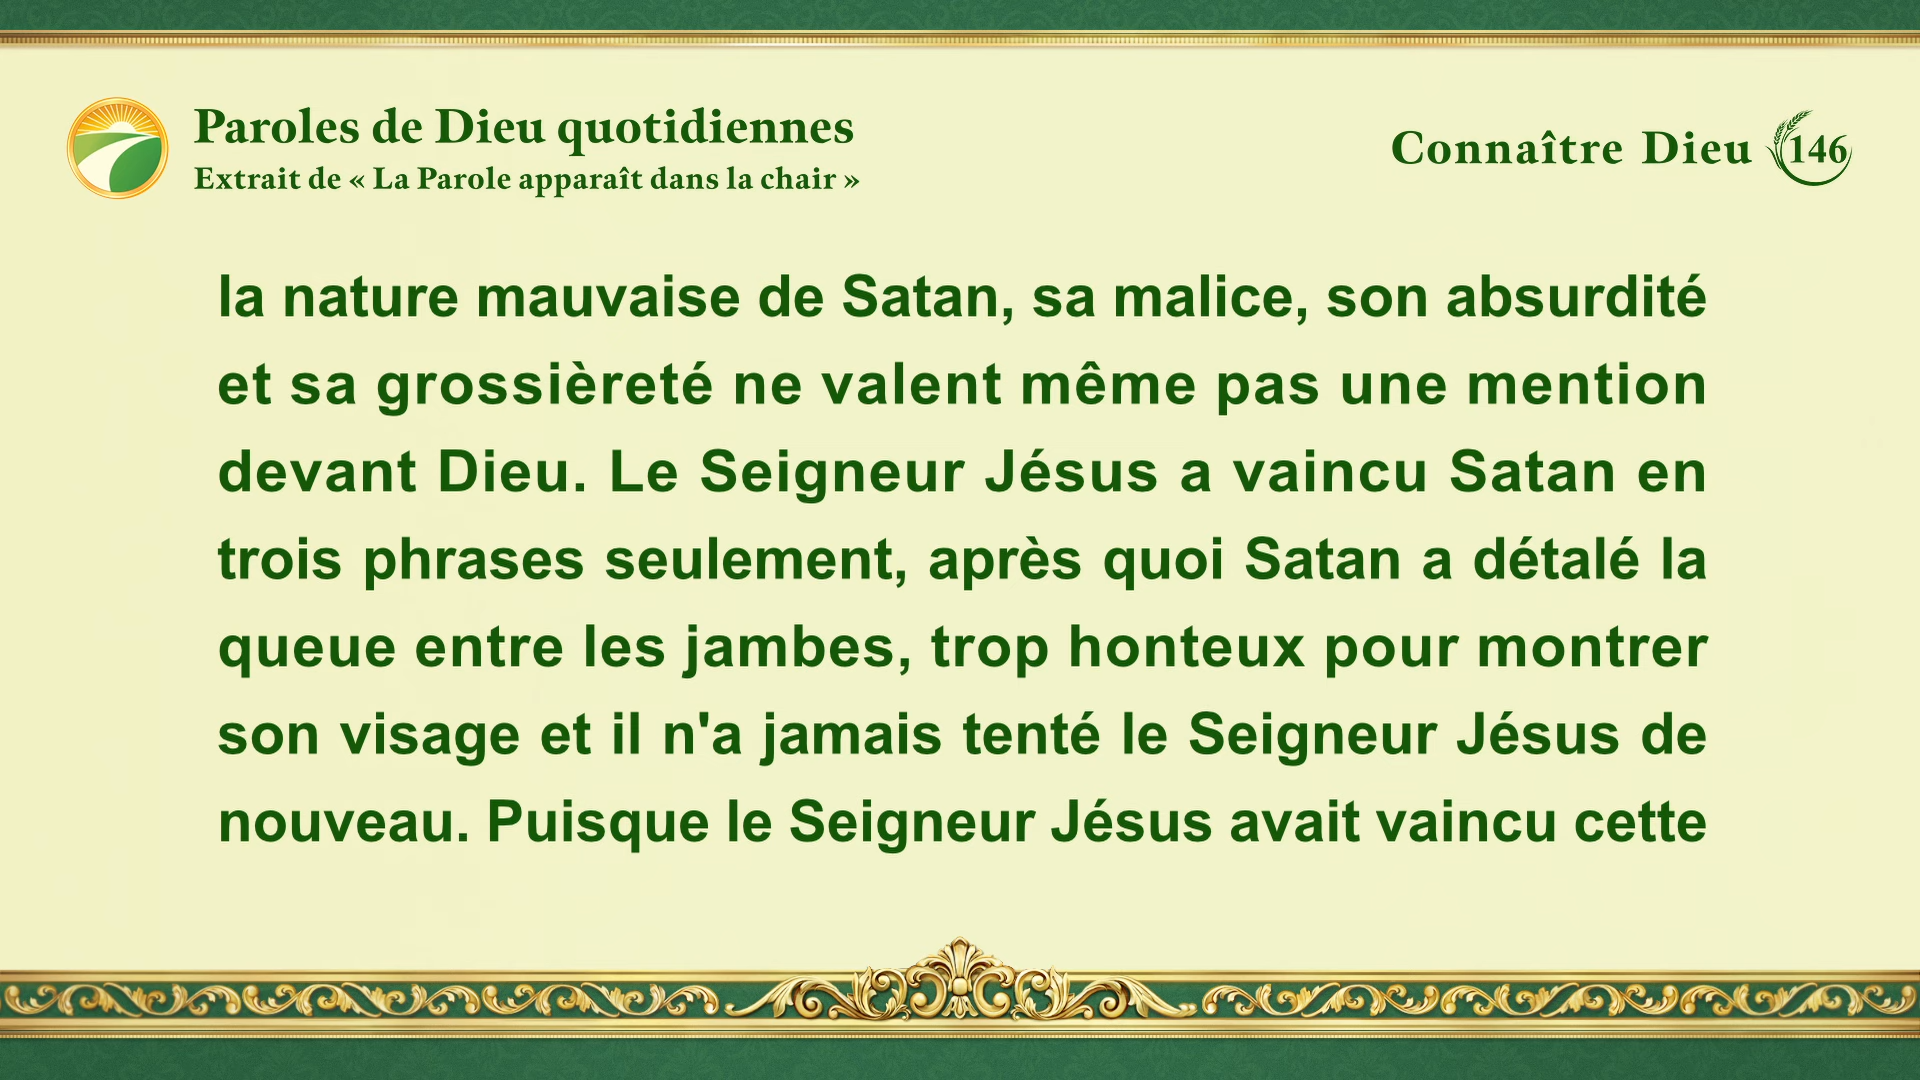 Paroles de Dieu quotidiennes
Extrait de « La Parole apparaît dans la chair »
Connaître Dieu 146
la nature mauvaise de Satan, sa malice, son absurdité
et sa grossièreté ne valent même pas une mention
devant Dieu. Le Seigneur Jésus a vaincu Satan en
trois phrases seulement, après quoi Satan a détalé la
queue entre les jambes, trop honteux pour montrer
son visage et il n'a jamais tenté le Seigneur Jésus de
nouveau. Puisque le Seigneur Jésus avait vaincu cette